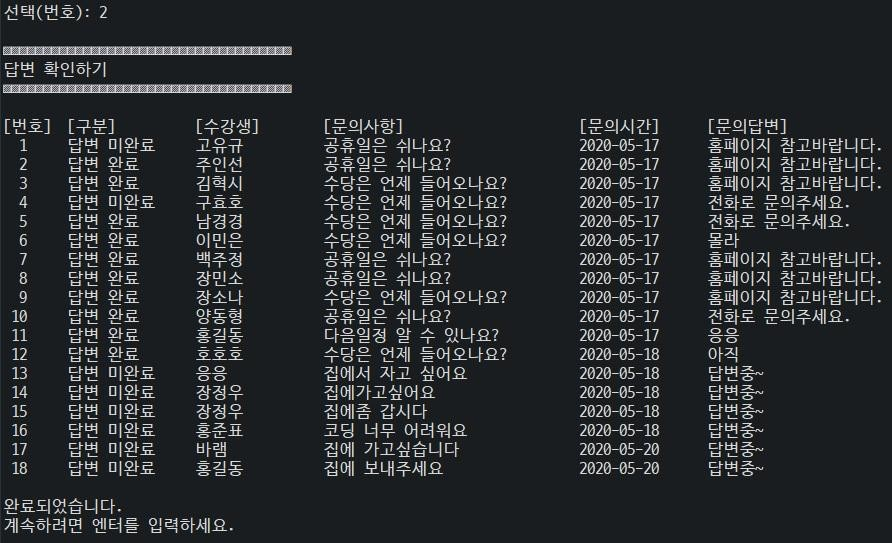 선택(번호): 2
▨▨▨▨▨▨▨▨▨▨▨▨▨▨▨▨▨▨▨▨▨▨▨▨▨▨▨▨▨▨▨▨▨▨▨▨
답변 확인하기
▨▨▨▨▨▨▨▨▨▨▨▨▨▨▨▨▨▨▨▨▨▨▨▨▨▨▨▨▨▨▨▨▨▨▨▨
[번호] [구분] [수강생] [문의사항] [문의시간] [문의답변]
1 답변 미완료 고유규 공휴일은 쉬나요? 2020-05-17 홈페이지 참고바랍니다.
2 답변 완료 주인선 공휴일은 쉬나요? 2020-05-17 홈페이지 참고바랍니다.
3 답변 완료 김혁시 수당은 언제 들어오나요? 2020-05-17 홈페이지 참고바랍니다.
4 답변 미완료 구효호 수당은 언제 들어오나요? 2020-05-17 전화로 문의주세요.
5 답변 완료 남경경 수당은 언제 들어오나요? 2020-05-17 전화로 문의주세요.
6 답변 완료 이민은 수당은 언제 들어오나요? 2020-05-17 몰라
7 답변 완료 백주정 공휴일은 쉬나요? 2020-05-17 홈페이지 참고바랍니다.
8 답변 완료 장민소 공휴일은 쉬나요? 2020-05-17 홈페이지 참고바랍니다.
9 답변 완료 장소나 수당은 언제 들어오나요? 2020-05-17 홈페이지 참고바랍니다.
10 답변 완료 양동형 공휴일은 쉬나요? 2020-05-17 전화로 문의주세요.
11 답변 완료 홍길동 다음일정 알 수 있나요? 2020-05-17 응응
12 답변 완료 호호호 수당은 언제 들어오나요? 2020-05-18 아직
13 답변 미완료 응응 집에서 자고 싶어요 2020-05-18 답변중~
14 답변 미완료 장정우 집에가고싶어요 2020-05-18 답변중~
15 답변 미완료 장정우 집에좀 갑시다 2020-05-18 답변중~
16 답변 미완료 홍준표 코딩 너무 어려워요 2020-05-18 답변중~
17 답변 미완료 바램 집에 가고싶습니다 2020-05-20 답변중~
18 답변 미완료 홍길동 집에 보내주세요 2020-05-20 답변중~
완료되었습니다.
계속하려면 엔터를 입력하세요.